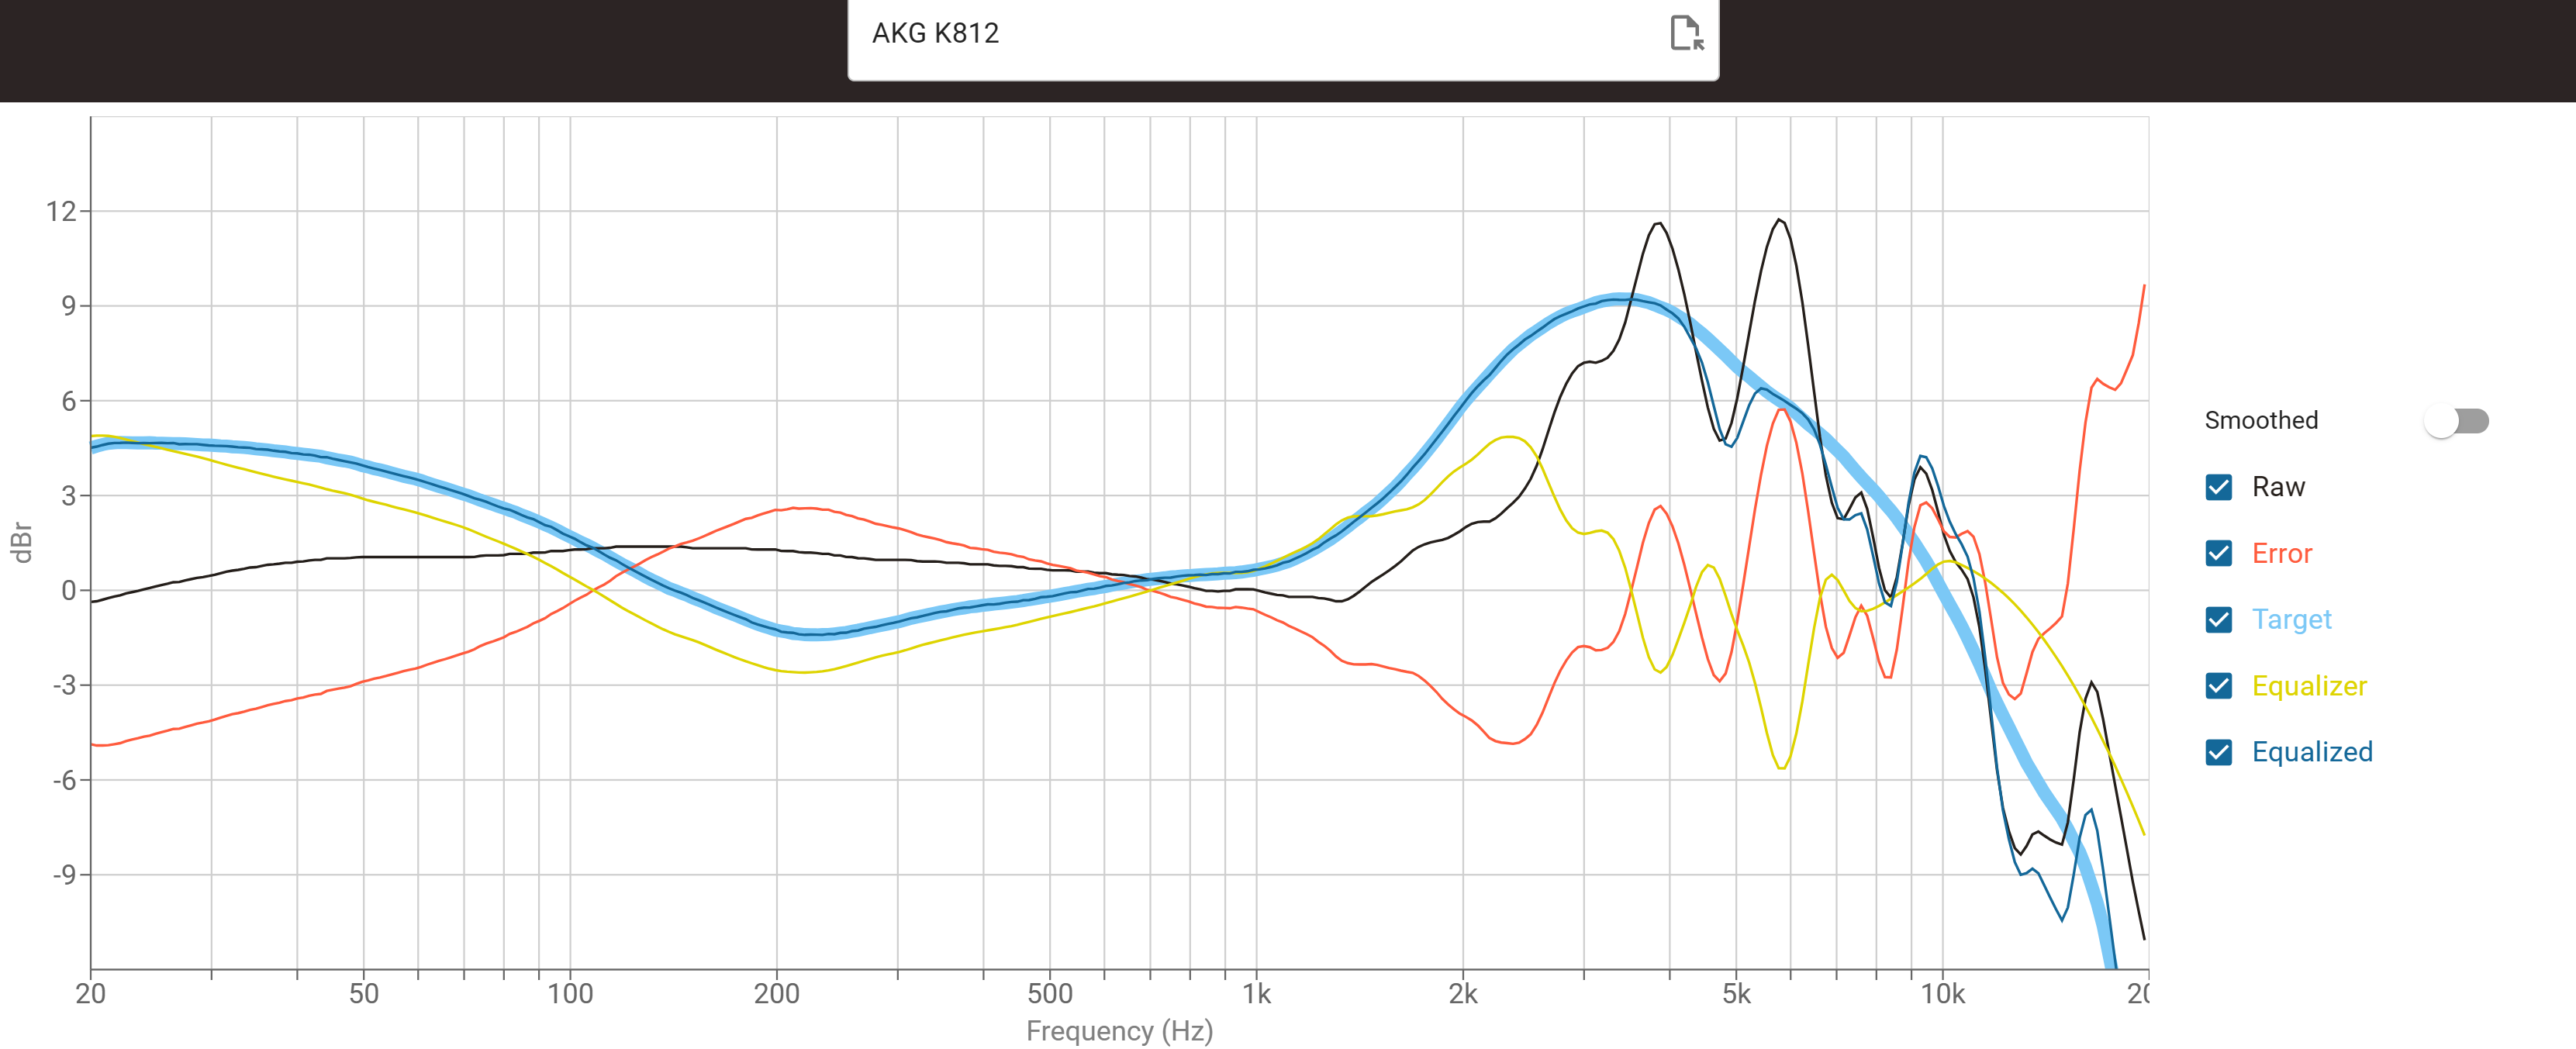 AKG K812
12
9
6
3
0
-3
-6
-9
dBr
20 50 100 200 500 1k 2k 5k 10k 20
Frequency (Hz)
Smoothed
Raw
Error
Target
Equalizer
Equalized